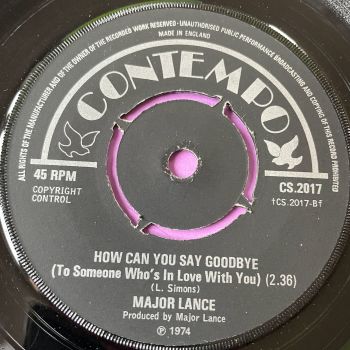 ALL RIGHTS OF THE MANUFACTURER AND OF THE OWNER OF THE RECORDED WORK RESERVED - UNAUTHORISED PUBLIC PERFORMANCE BROADCASTING AND COPYING OF THIS RECORD PROHIBITED
MADE IN ENGLAND
CONTEMPO
45 RPM
COPYRIGHT
CONTROL
CS.2017
†CS.2017-B†
HOW CAN YOU SAY GOODBYE
(To Someone Who's In Love With You) (2.36)
(L. Simons)
MAJOR LANCE
Produced by Major Lance
℗ 1974